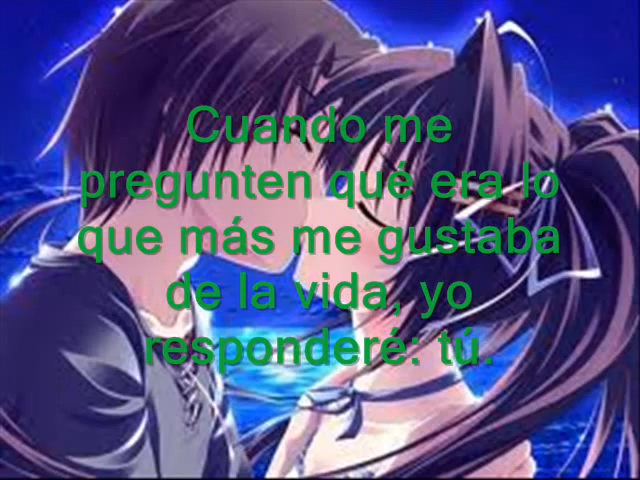 Cuando me
pregunten qué era lo
que más me gustaba
de la vida, yo
responderé: tú.